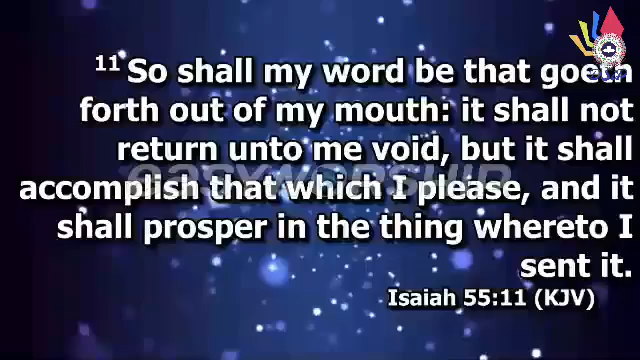 11 So shall my word be that goeth
forth out of my mouth: it shall not
return unto me void, but it shall
accomplish that which I please, and it
shall prosper in the thing whereto I
sent it.
Isaiah 55:11 (KJV)
EASYWORSHIP